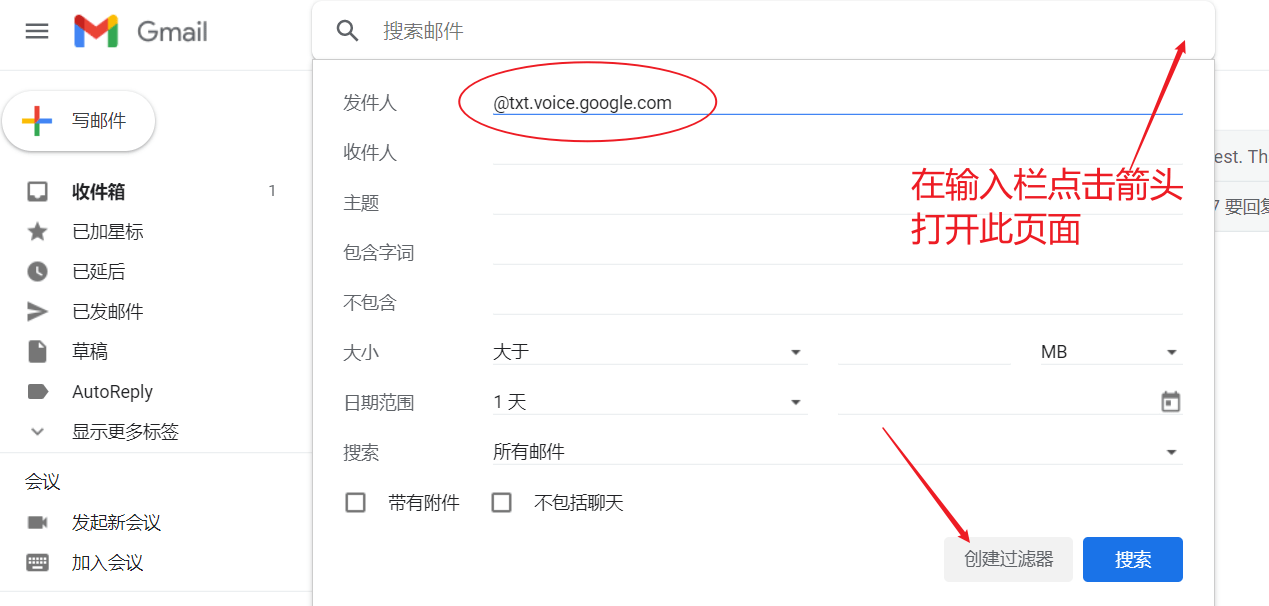 Gmail
搜索邮件
写邮件
收件箱 1
已加星标
已延后
已发邮件
草稿
AutoReply
显示更多标签
会议
发起新会议
加入会议
发件人 @txt.voice.google.com
收件人
主题
包含字词
不包含
大小 大于 MB
日期范围 1 天
搜索 所有邮件
带有附件 不包括聊天
创建过滤器 搜索
在输入栏点击箭头
打开此页面
est. Th
7 要回复